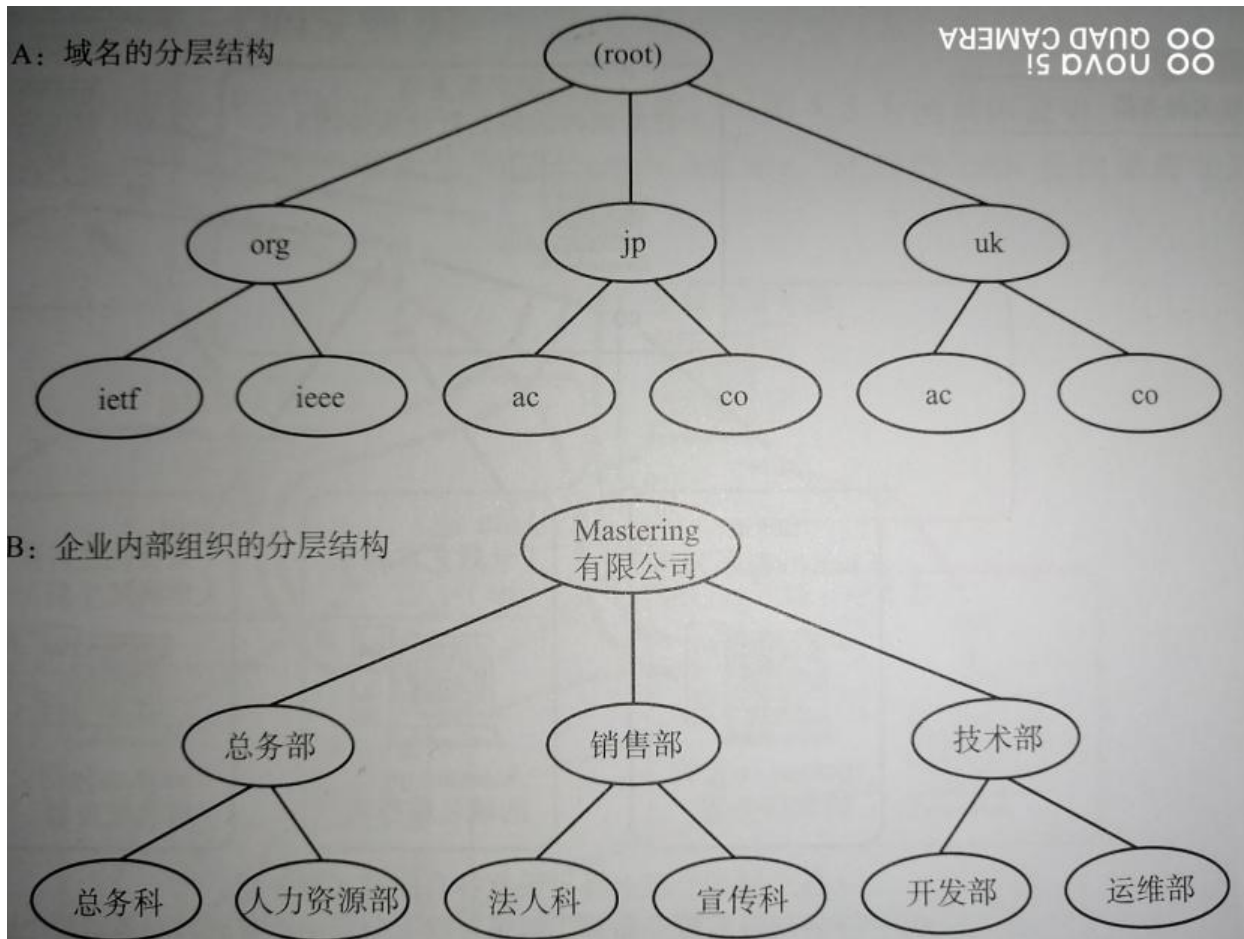 A：域名的分层结构
(root)
nova 5i
QUAD CAMERA
org
jp
uk
ietf
ieee
ac
co
ac
co
B：企业内部组织的分层结构
Mastering
有限公司
总务部
销售部
技术部
总务科
人力资源部
法人科
宣传科
开发部
运维部